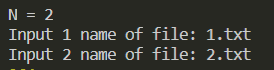 N = 2
Input 1 name of file: 1.txt
Input 2 name of file: 2.txt